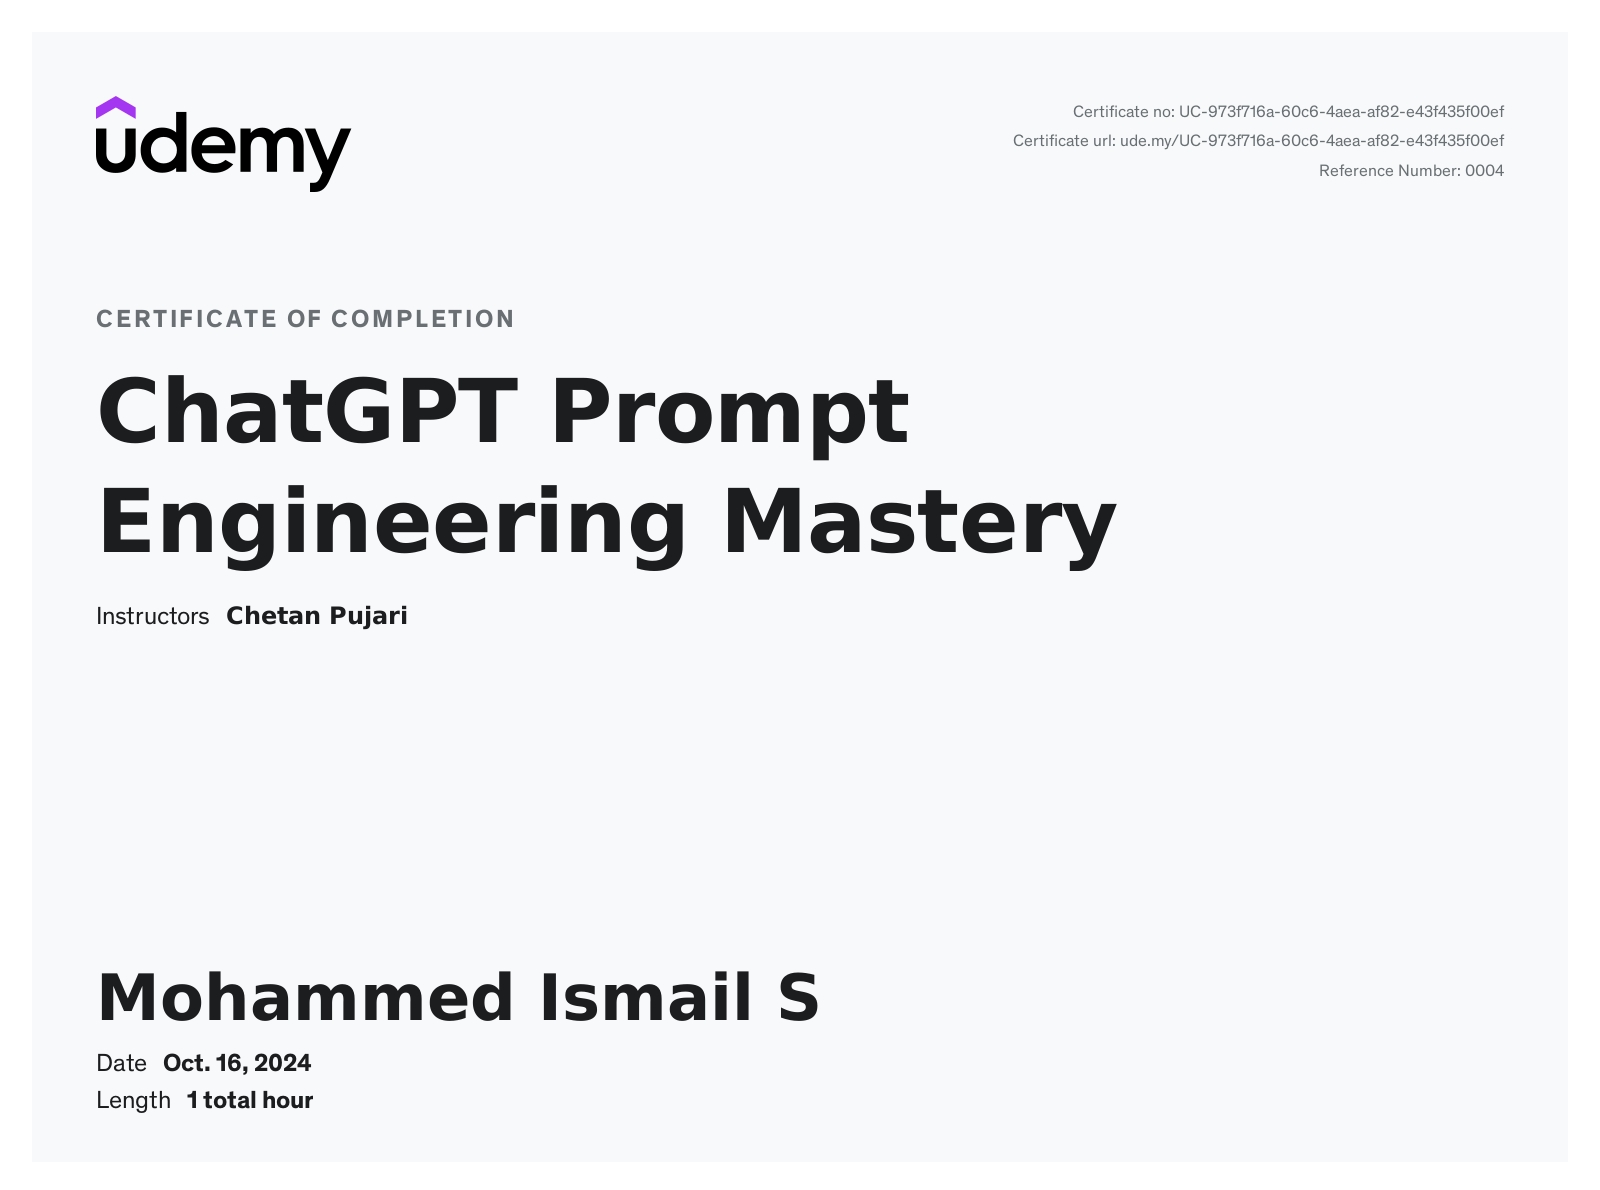 udemy
Certificate no: UC-973f716a-60c6-4aea-af82-e43f435f00ef
Certificate url: ude.my/UC-973f716a-60c6-4aea-af82-e43f435f00ef
Reference Number: 0004
CERTIFICATE OF COMPLETION
ChatGPT Prompt
Engineering Mastery
Instructors Chetan Pujari
Mohammed Ismail S
Date Oct. 16, 2024
Length 1 total hour